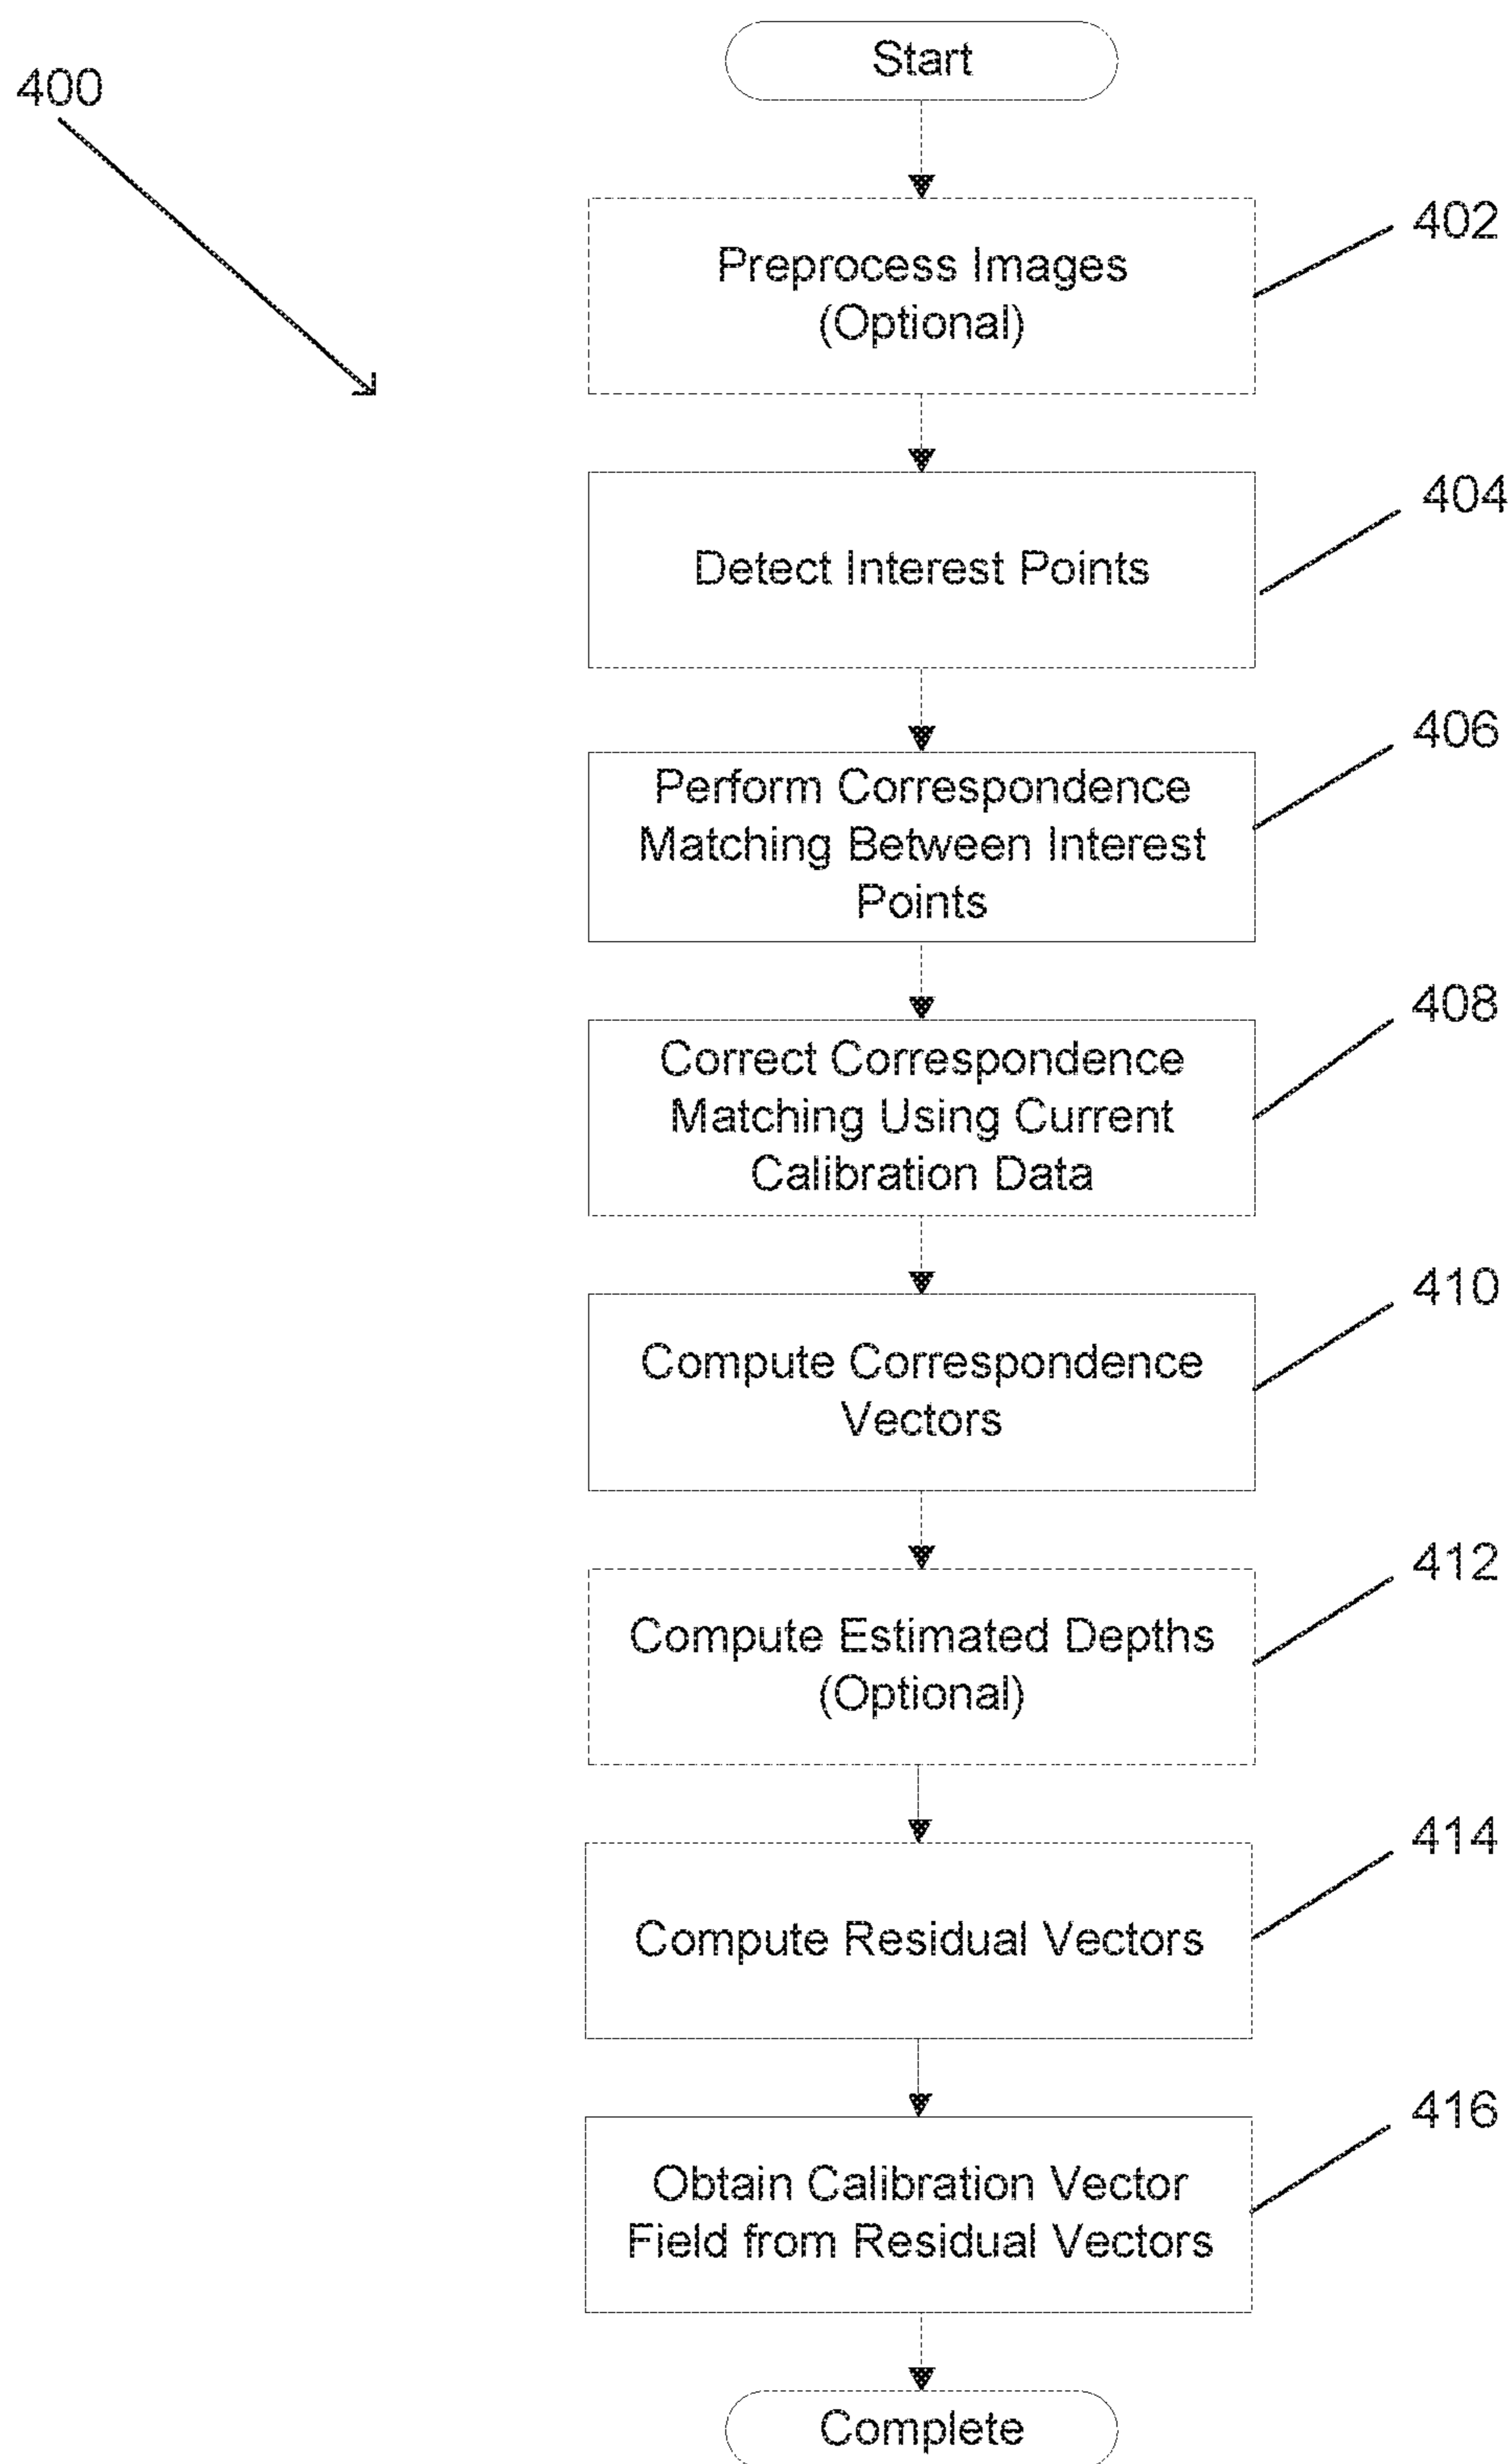 Start
400
Preprocess Images
(Optional)
402
Detect Interest Points
404
Perform Correspondence
Matching Between Interest
Points
406
Correct Correspondence
Matching Using Current
Calibration Data
408
Compute Correspondence
Vectors
410
Compute Estimated Depths
(Optional)
412
Compute Residual Vectors
414
Obtain Calibration Vector
Field from Residual Vectors
416
Complete